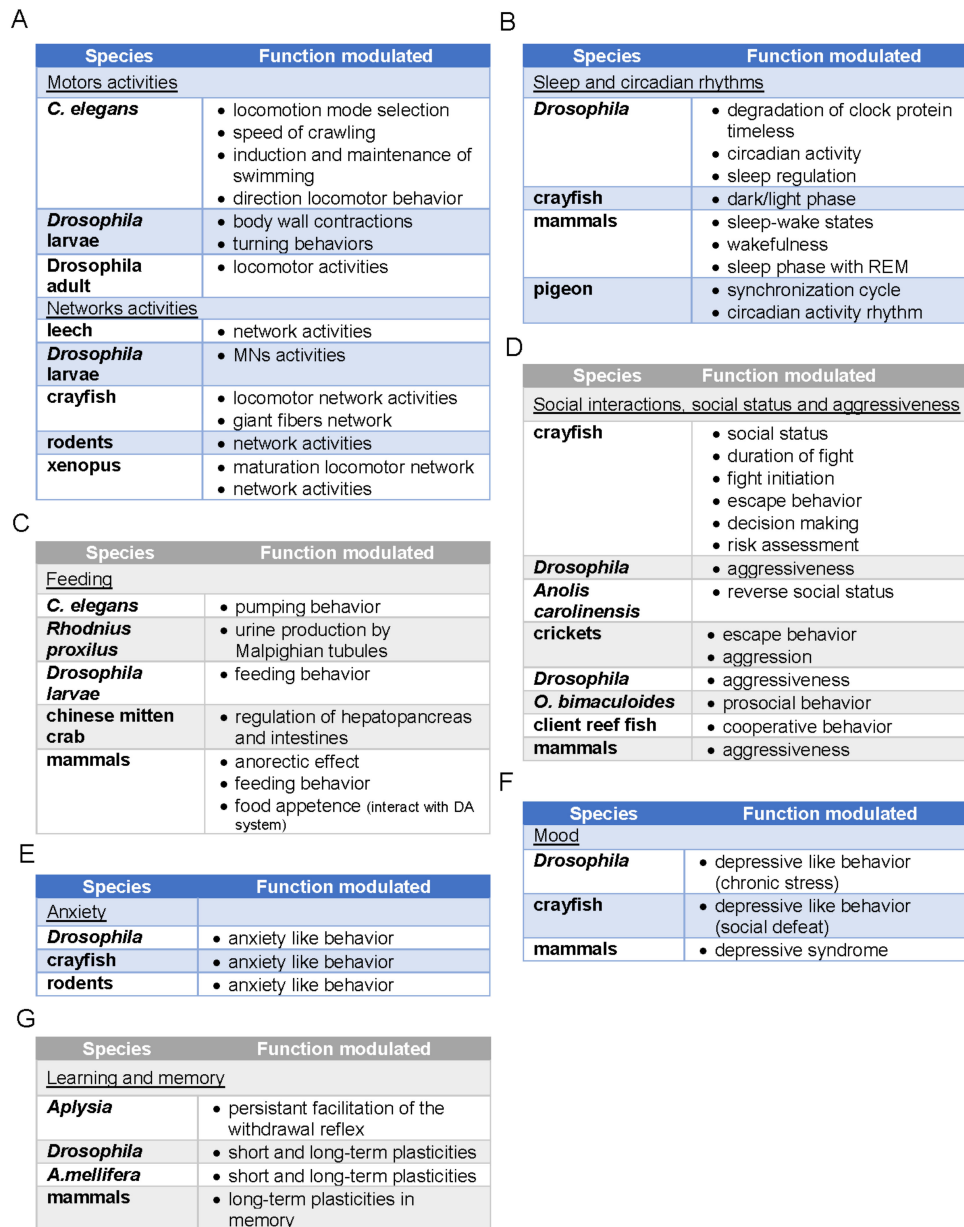 A
Species Function modulated
Motors activities
C. elegans • locomotion mode selection
• speed of crawling
• induction and maintenance of
swimming
• direction locomotor behavior
Drosophila • body wall contractions
larvae • turning behaviors
Drosophila • locomotor activities
adult
Networks activities
leech • network activities
Drosophila • MNs activities
larvae
crayfish • locomotor network activities
• giant fibers network
rodents • network activities
xenopus • maturation locomotor network
• network activities
B
Species Function modulated
Sleep and circadian rhythms
Drosophila • degradation of clock protein
timeless
• circadian activity
• sleep regulation
crayfish • dark/light phase
mammals • sleep-wake states
• wakefulness
• sleep phase with REM
pigeon • synchronization cycle
• circadian activity rhythm
C
Species Function modulated
Feeding
C. elegans • pumping behavior
Rhodnius • urine production by
proxilus Malpighian tubules
Drosophila • feeding behavior
larvae
chinese mitten • regulation of hepatopancreas
crab and intestines
mammals • anorectic effect
• feeding behavior
• food appetence (interact with DA
system)
D
Species Function modulated
Social interactions, social status and aggressiveness
crayfish • social status
• duration of fight
• fight initiation
• escape behavior
• decision making
• risk assessment
Drosophila • aggressiveness
Anolis • reverse social status
carolinensis
crickets • escape behavior
• aggression
Drosophila • aggressiveness
O. bimaculoides • prosocial behavior
client reef fish • cooperative behavior
mammals • aggressiveness
E
Species Function modulated
Anxiety
Drosophila • anxiety like behavior
crayfish • anxiety like behavior
rodents • anxiety like behavior
F
Species Function modulated
Mood
Drosophila • depressive like behavior
(chronic stress)
crayfish • depressive like behavior
(social defeat)
mammals • depressive syndrome
G
Species Function modulated
Learning and memory
Aplysia • persistant facilitation of the
withdrawal reflex
Drosophila • short and long-term plasticities
A.mellifera • short and long-term plasticities
mammals • long-term plasticities in
memory